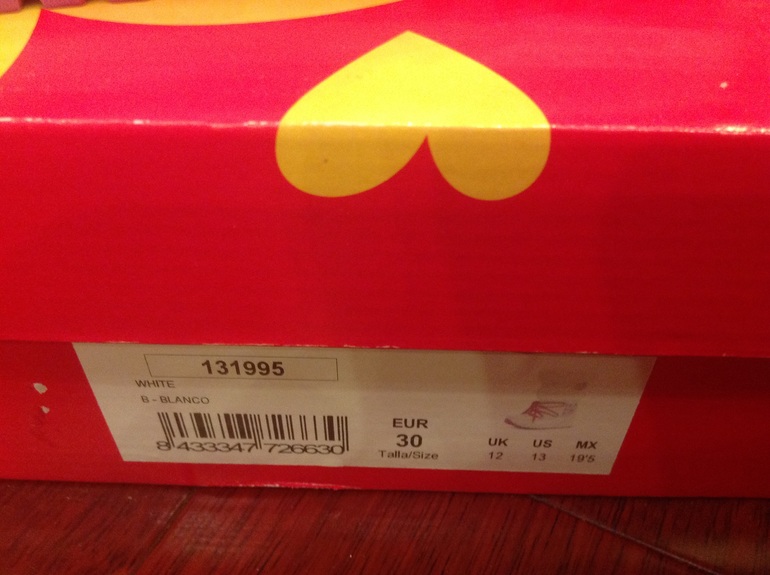 131995
WHITE
B - BLANCO
8 433347 726630
EUR
30
Talla/Size
UK US MX
12 13 19'5